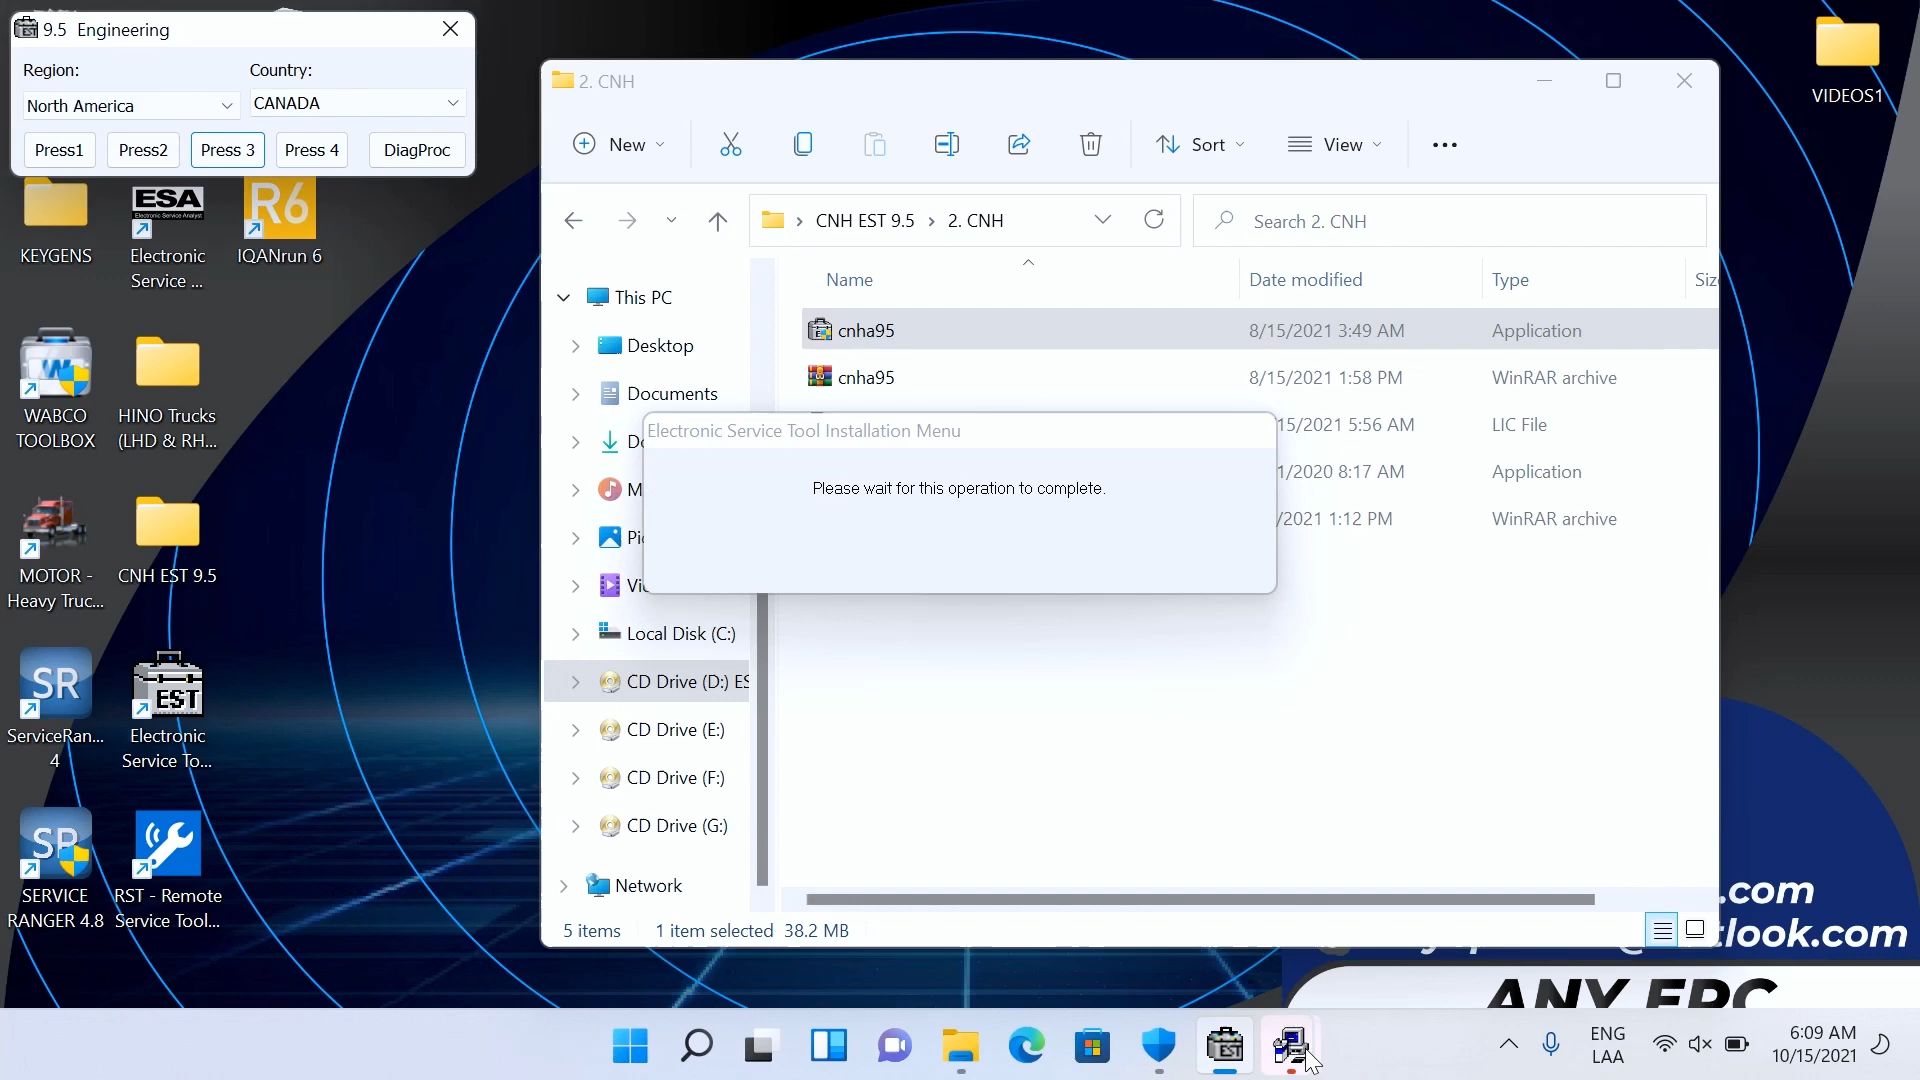 9.5 Engineering
Region:
Country:
North America
CANADA
Press1
Press2
Press 3
Press 4
DiagProc
VIDEOS1
KEYGENS
ESA
Electronic Service Analyst
Electronic
Service ...
R6
IQANrun 6
WABCO
TOOLBOX
HINO Trucks
(LHD & RH...
MOTOR -
Heavy Truc...
CNH EST 9.5
SR
ServiceRan...
4
EST
Electronic
Service To...
SERVICE
RANGER 4.8
RST - Remote
Service Tool...
2. CNH
New
Sort
View
CNH EST 9.5 › 2. CNH
Search 2. CNH
Name
Date modified
Type
This PC
Desktop
Documents
Local Disk (C:)
CD Drive (D:) ES
CD Drive (E:)
CD Drive (F:)
CD Drive (G:)
Network
cnha95
8/15/2021 3:49 AM
Application
cnha95
8/15/2021 1:58 PM
WinRAR archive
15/2021 5:56 AM
LIC File
1/2020 8:17 AM
Application
/2021 1:12 PM
WinRAR archive
Electronic Service Tool Installation Menu
Please wait for this operation to complete.
5 items
1 item selected 38.2 MB
.com
tlook.com
ANY EPC
ENG
LAA
6:09 AM
10/15/2021